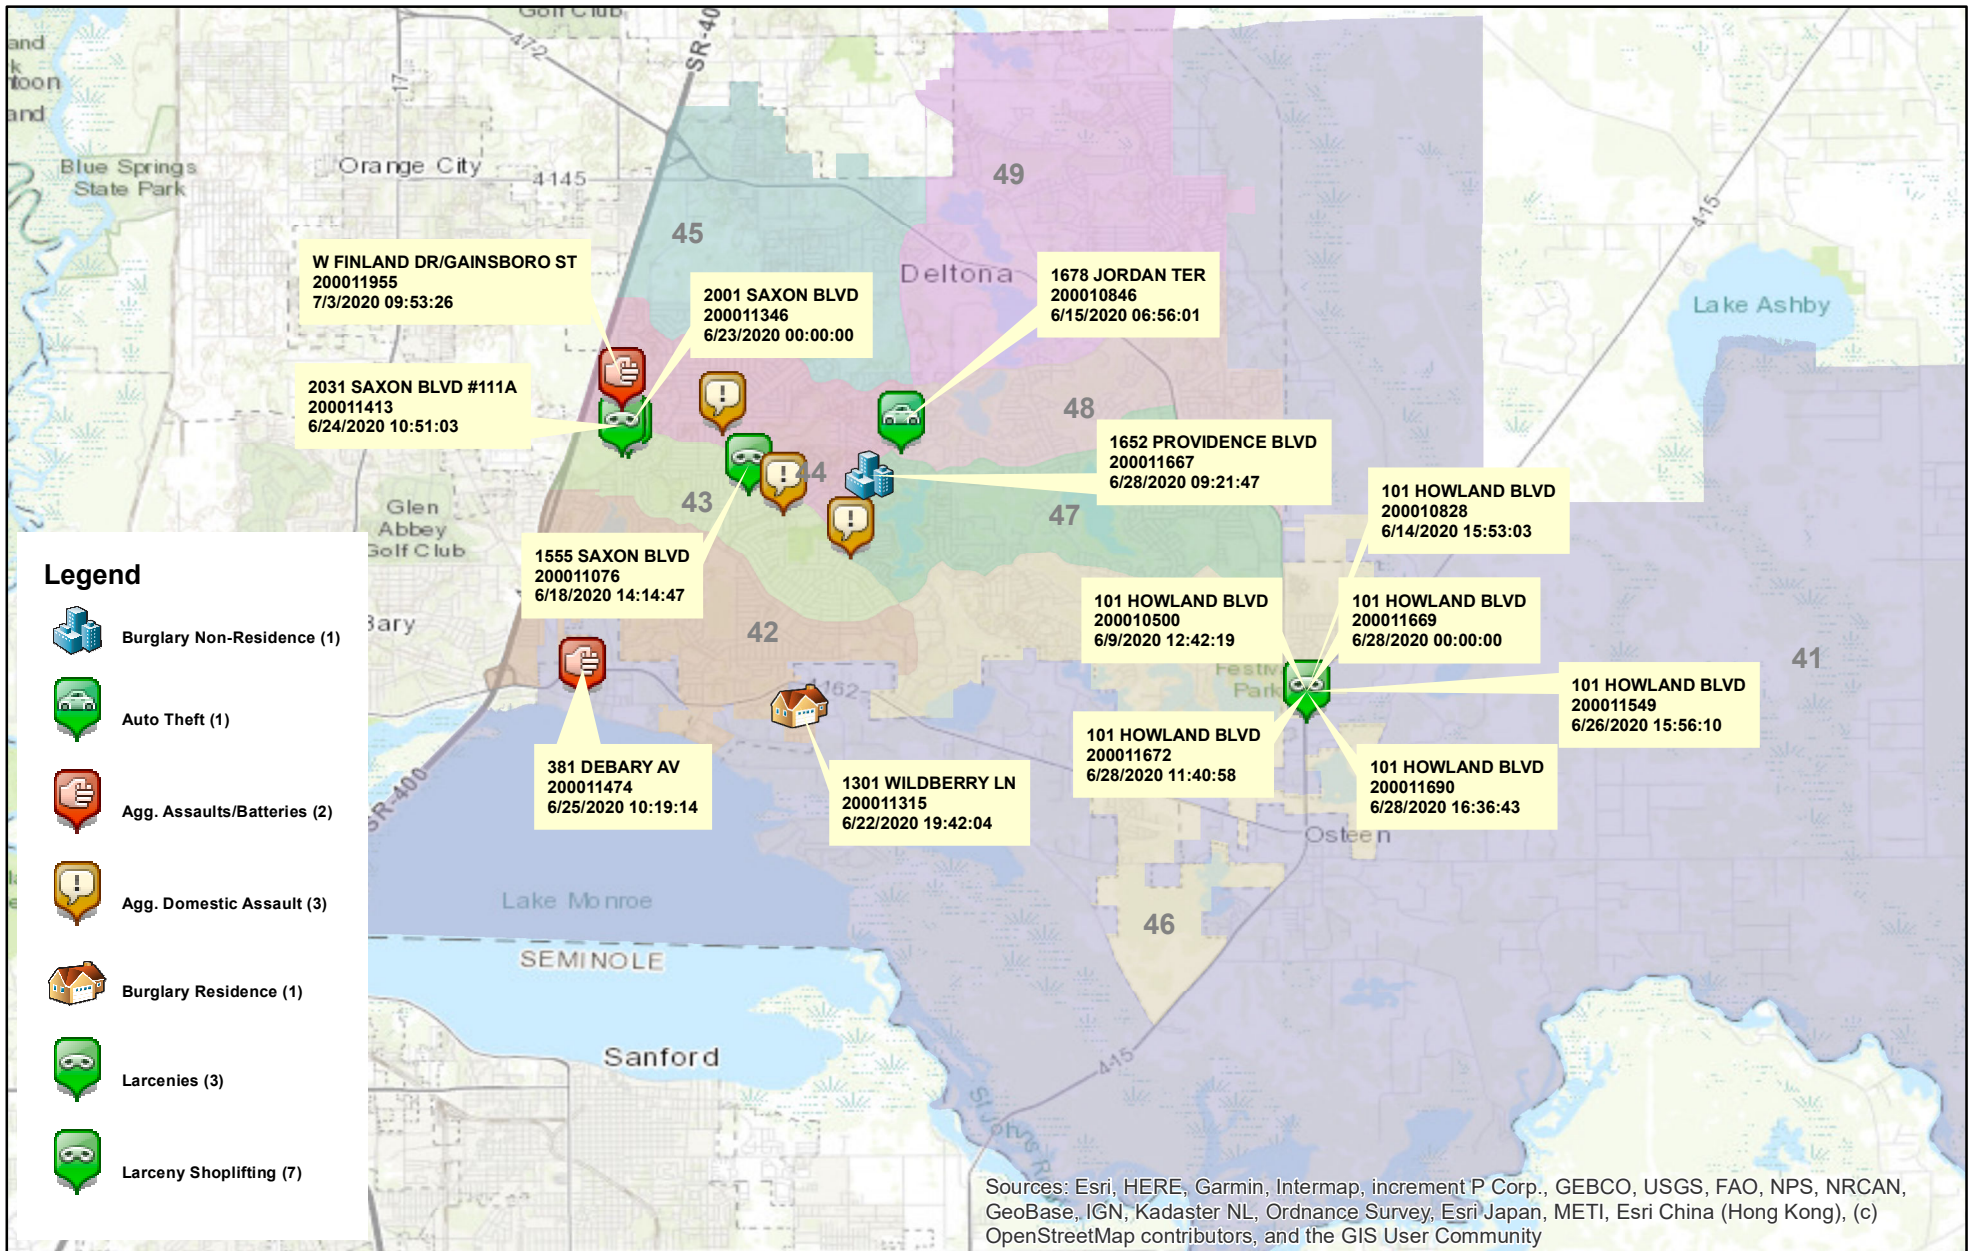 Golf Club
472
SR-40
and
k
toon
and
17
Blue Springs
State Park
Orange City
4145
49
45
415
W FINLAND DR/GAINSBORO ST
200011955
7/3/2020 09:53:26
2001 SAXON BLVD
200011346
6/23/2020 00:00:00
Deltona
1678 JORDAN TER
200010846
6/15/2020 06:56:01
Lake Ashby
2031 SAXON BLVD #111A
200011413
6/24/2020 10:51:03
48
1652 PROVIDENCE BLVD
200011667
6/28/2020 09:21:47
44
43
47
101 HOWLAND BLVD
200010828
6/14/2020 15:53:03
Glen
Abbey
Golf Club
1555 SAXON BLVD
200011076
6/18/2020 14:14:47
101 HOWLAND BLVD
200010500
6/9/2020 12:42:19
101 HOWLAND BLVD
200011669
6/28/2020 00:00:00
Bary
42
41
Festiv
Park
4162
101 HOWLAND BLVD
200011549
6/26/2020 15:56:10
101 HOWLAND BLVD
200011672
6/28/2020 11:40:58
101 HOWLAND BLVD
200011690
6/28/2020 16:36:43
381 DEBARY AV
200011474
6/25/2020 10:19:14
1301 WILDBERRY LN
200011315
6/22/2020 19:42:04
SR-400
Osteen
Lake Monroe
46
SEMINOLE
Sanford
415
St Johns R
Legend
Burglary Non-Residence (1)
Auto Theft (1)
Agg. Assaults/Batteries (2)
Agg. Domestic Assault (3)
Burglary Residence (1)
Larcenies (3)
Larceny Shoplifting (7)
Sources: Esri, HERE, Garmin, Intermap, increment P Corp., GEBCO, USGS, FAO, NPS, NRCAN,
GeoBase, IGN, Kadaster NL, Ordnance Survey, Esri Japan, METI, Esri China (Hong Kong), (c)
OpenStreetMap contributors, and the GIS User Community